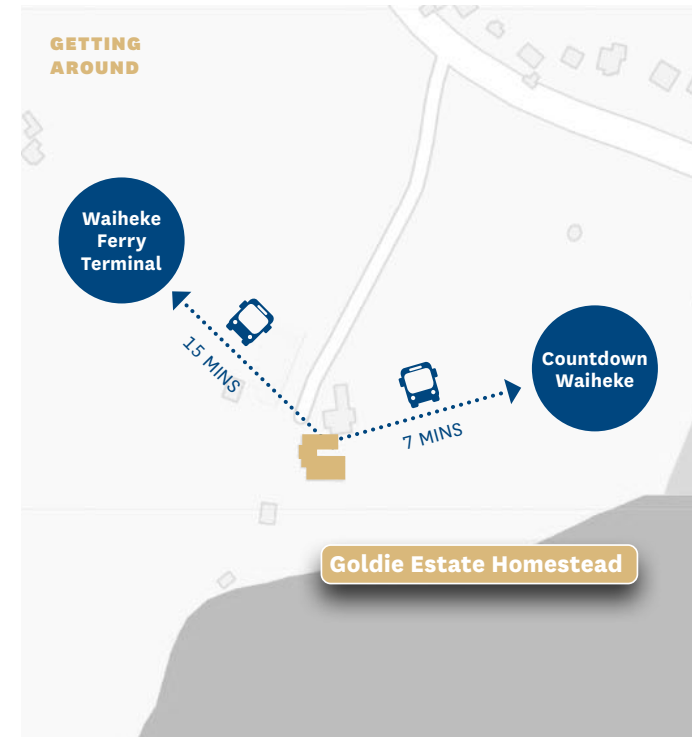 GETTING
AROUND
Waiheke
Ferry
Terminal
15 MINS
Countdown
Waiheke
7 MINS
Goldie Estate Homestead